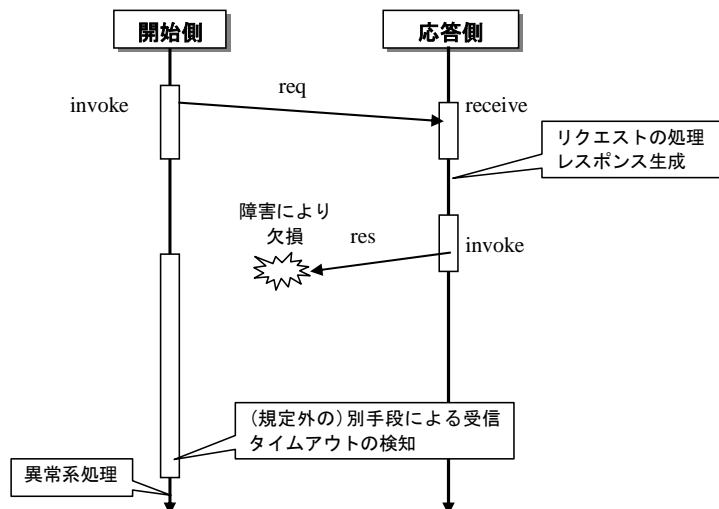 開始側
応答側
invoke
req
receive
リクエストの処理
レスポンス生成
障害により
欠損
res
invoke
(規定外の)別手段による受信
タイムアウトの検知
異常系処理